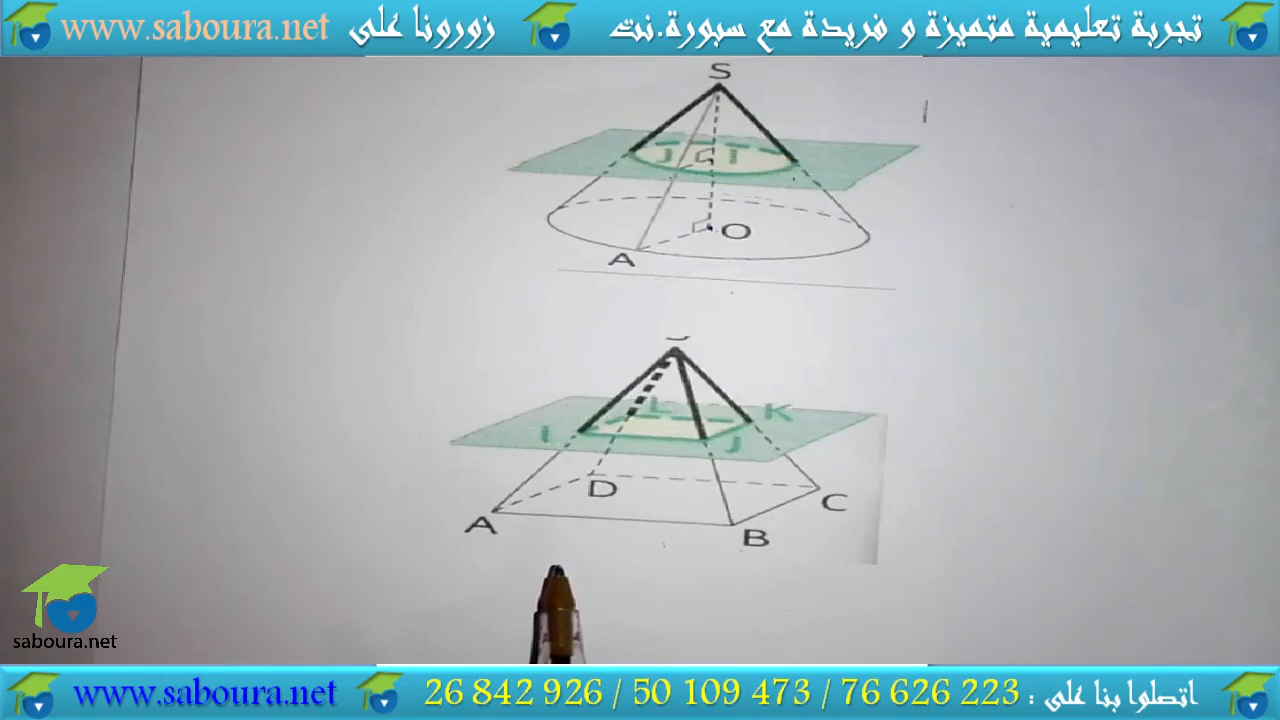 www.saboura.net زورونا على تجربة تعليمية متميزة و فريدة مع سبورة.نت
S
J I
O
A
L K
I J
D C
A B
saboura.net
www.saboura.net 26 842 926 / 50 109 473 / 76 626 223 : اتصلوا بنا على